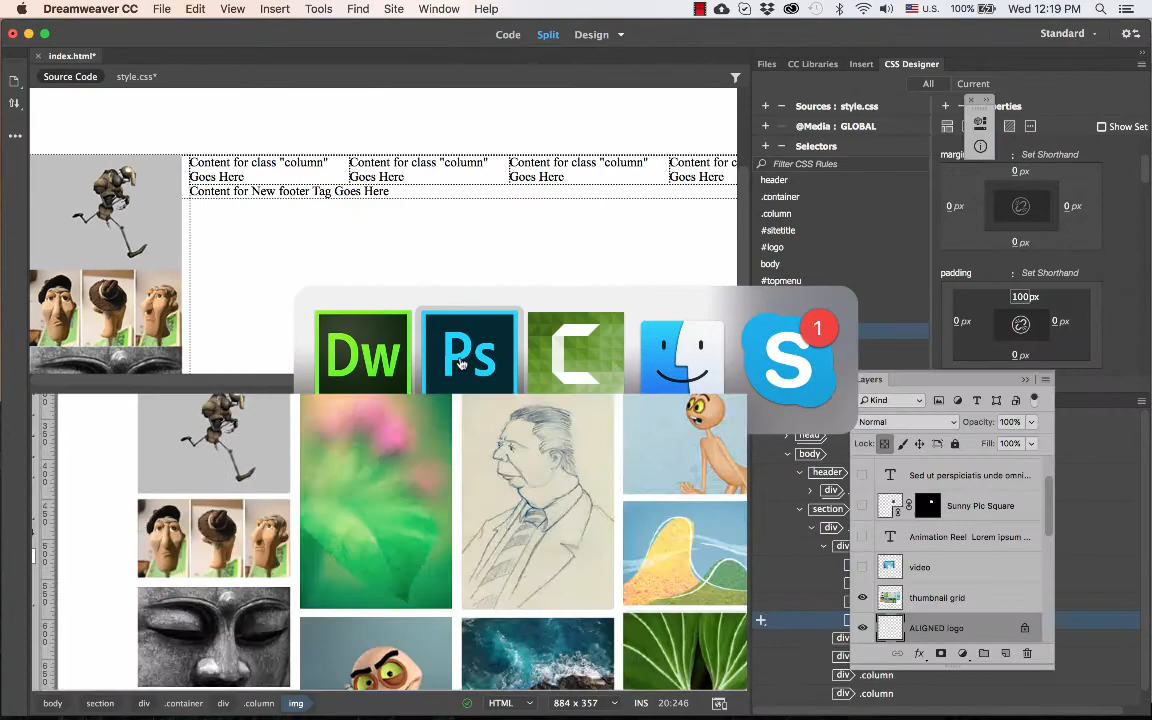 Dreamweaver CC File Edit View Insert Tools Find Site Window Help U.S. 100% Wed 12:19 PM
Code Split Design Standard
index.html*
Files CC Libraries Insert CSS Designer
Source Code style.css*
All Current
Sources : style.css
Properties
@Media : GLOBAL
Show Set
Selectors
margin : Set Shorthand
Filter CSS Rules
0 px
header
.container
0 px 0 px
.column
#sitetitle
0 px
#logo
body
padding : Set Shorthand
#topmenu
100px
0 px 0 px
0 px
Content for class "column" Content for class "column" Content for class "column" Content for c
Goes Here Goes Here Goes Here Goes Here
Content for New footer Tag Goes Here
Dw Ps C S 1
Layers
Kind
Normal Opacity: 100%
Lock: Fill: 100%
body
header
div
section
div
T Sed ut perspiciatis unde omni...
Sunny Pic Square
T Animation Reel Lorem ipsum ...
video
thumbnail grid
ALIGNED logo
fx
div .column
div .column
body section div .container div .column img
HTML 884 x 357 INS 20:246